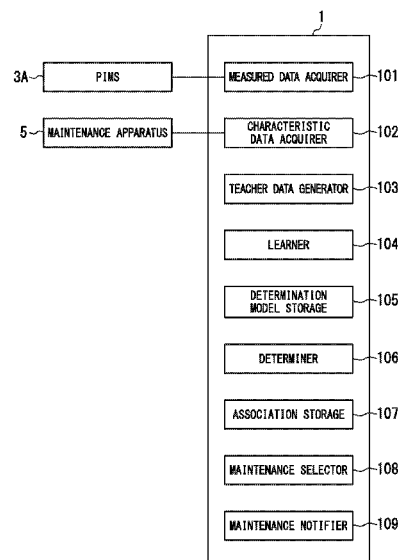 1
3A PIMS MEASURED DATA ACQUIRER 101
5 MAINTENANCE APPARATUS CHARACTERISTIC DATA ACQUIRER 102
TEACHER DATA GENERATOR 103
LEARNER 104
DETERMINATION MODEL STORAGE 105
DETERMINER 106
ASSOCIATION STORAGE 107
MAINTENANCE SELECTOR 108
MAINTENANCE NOTIFIER 109